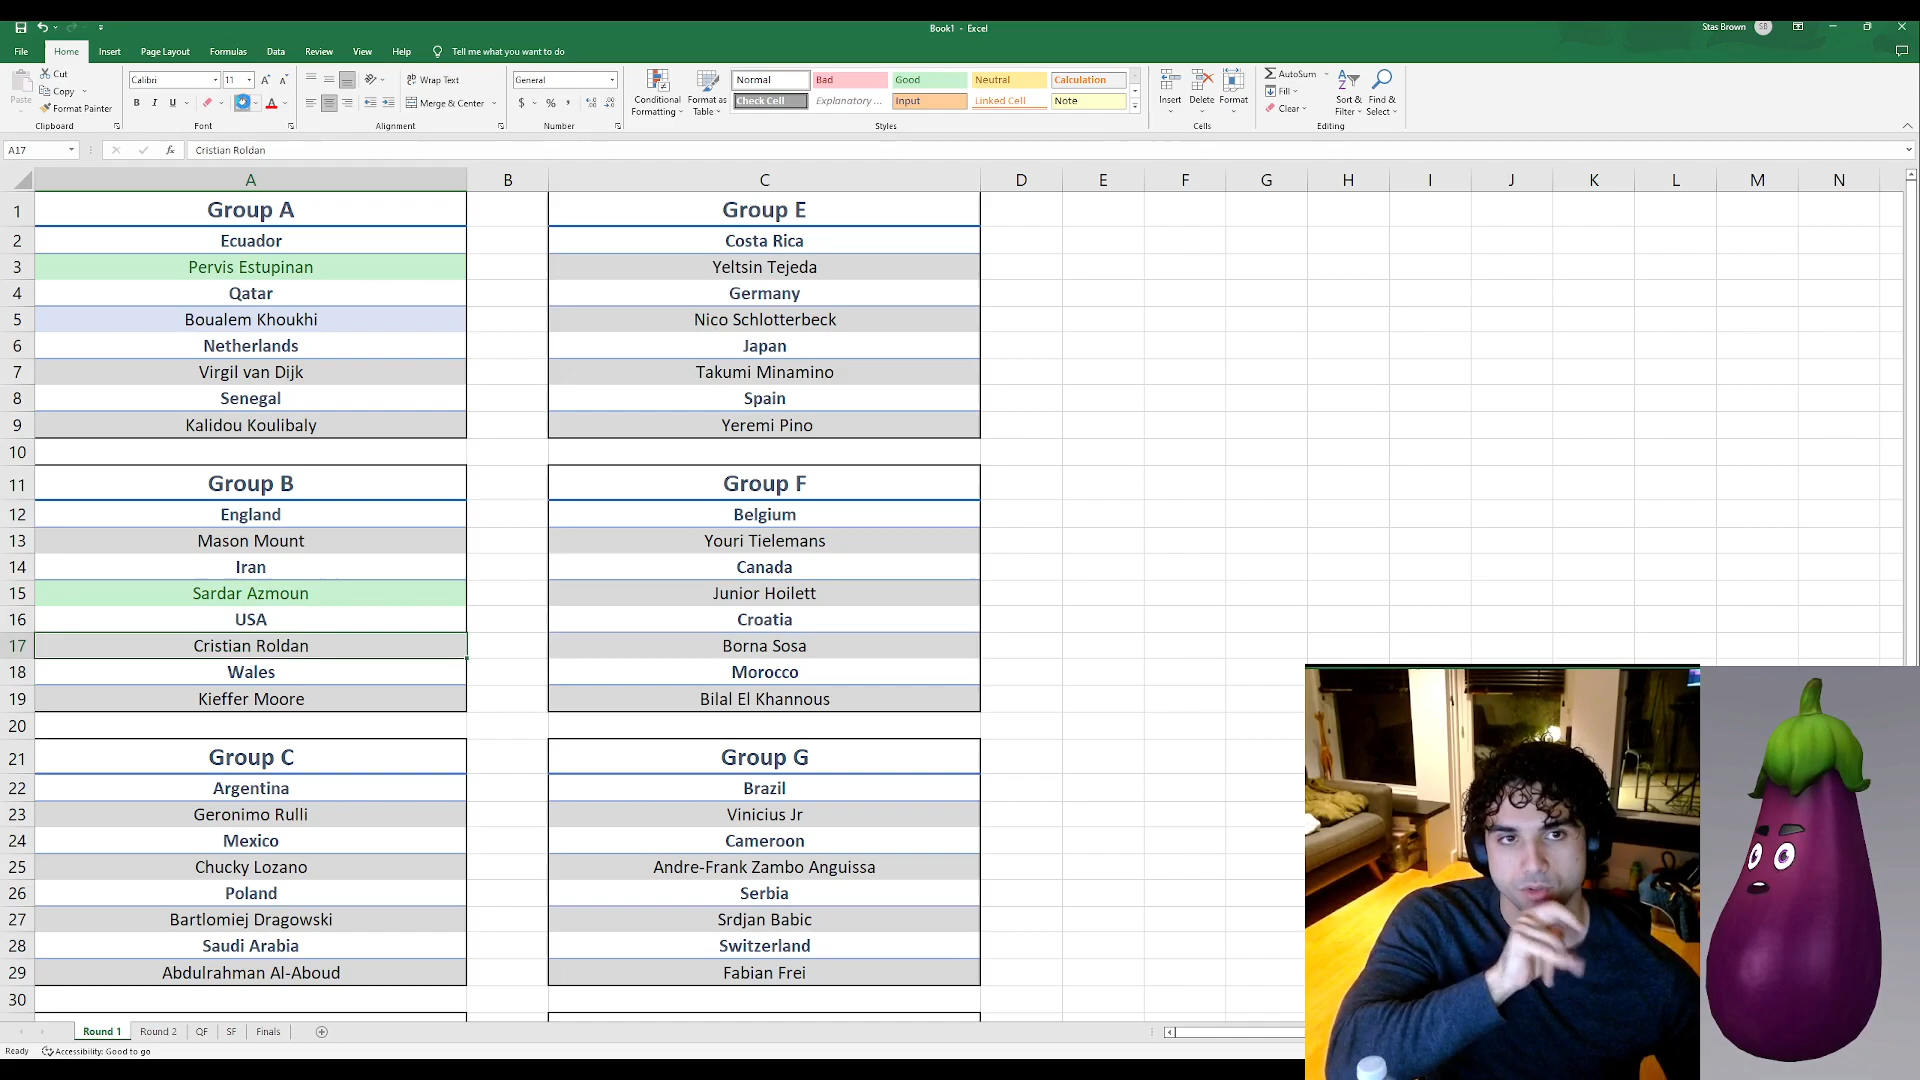 Book1 - Excel
Stas Brown SB
File Home Insert Page Layout Formulas Data Review View Help Tell me what you want to do
Cut
Copy
Format Painter
Paste
Clipboard
Calibri 11
B I U
Font
Wrap Text
Merge & Center
Alignment
General
$ % ,
Number
Conditional Formatting
Format as Table
Normal Bad Good Neutral Calculation
Check Cell Explanatory ... Input Linked Cell Note
Styles
Insert Delete Format
Cells
AutoSum
Fill
Clear
Sort & Filter
Find & Select
Editing
A17 fx Cristian Roldan
A B C D E F G H I J K L M N
1 Group A Group E
2 Ecuador Costa Rica
3 Pervis Estupinan Yeltsin Tejeda
4 Qatar Germany
5 Boualem Khoukhi Nico Schlotterbeck
6 Netherlands Japan
7 Virgil van Dijk Takumi Minamino
8 Senegal Spain
9 Kalidou Koulibaly Yeremi Pino
10
11 Group B Group F
12 England Belgium
13 Mason Mount Youri Tielemans
14 Iran Canada
15 Sardar Azmoun Junior Hoilett
16 USA Croatia
17 Cristian Roldan Borna Sosa
18 Wales Morocco
19 Kieffer Moore Bilal El Khannous
20
21 Group C Group G
22 Argentina Brazil
23 Geronimo Rulli Vinicius Jr
24 Mexico Cameroon
25 Chucky Lozano Andre-Frank Zambo Anguissa
26 Poland Serbia
27 Bartlomiej Dragowski Srdjan Babic
28 Saudi Arabia Switzerland
29 Abdulrahman Al-Aboud Fabian Frei
30
Round 1 Round 2 QF SF Finals
Ready Accessibility: Good to go